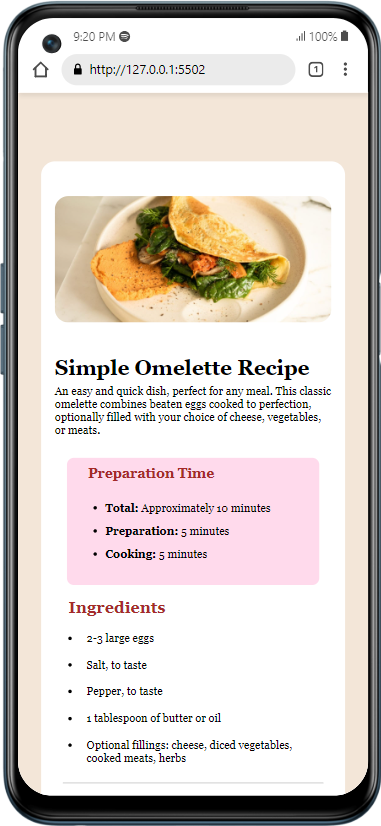 9:20 PM 100%
http://127.0.0.1:5502 1
Simple Omelette Recipe
An easy and quick dish, perfect for any meal. This classic
omelette combines beaten eggs cooked to perfection,
optionally filled with your choice of cheese, vegetables,
or meats.
Preparation Time
• Total: Approximately 10 minutes
• Preparation: 5 minutes
• Cooking: 5 minutes
Ingredients
• 2-3 large eggs
• Salt, to taste
• Pepper, to taste
• 1 tablespoon of butter or oil
• Optional fillings: cheese, diced vegetables,
cooked meats, herbs